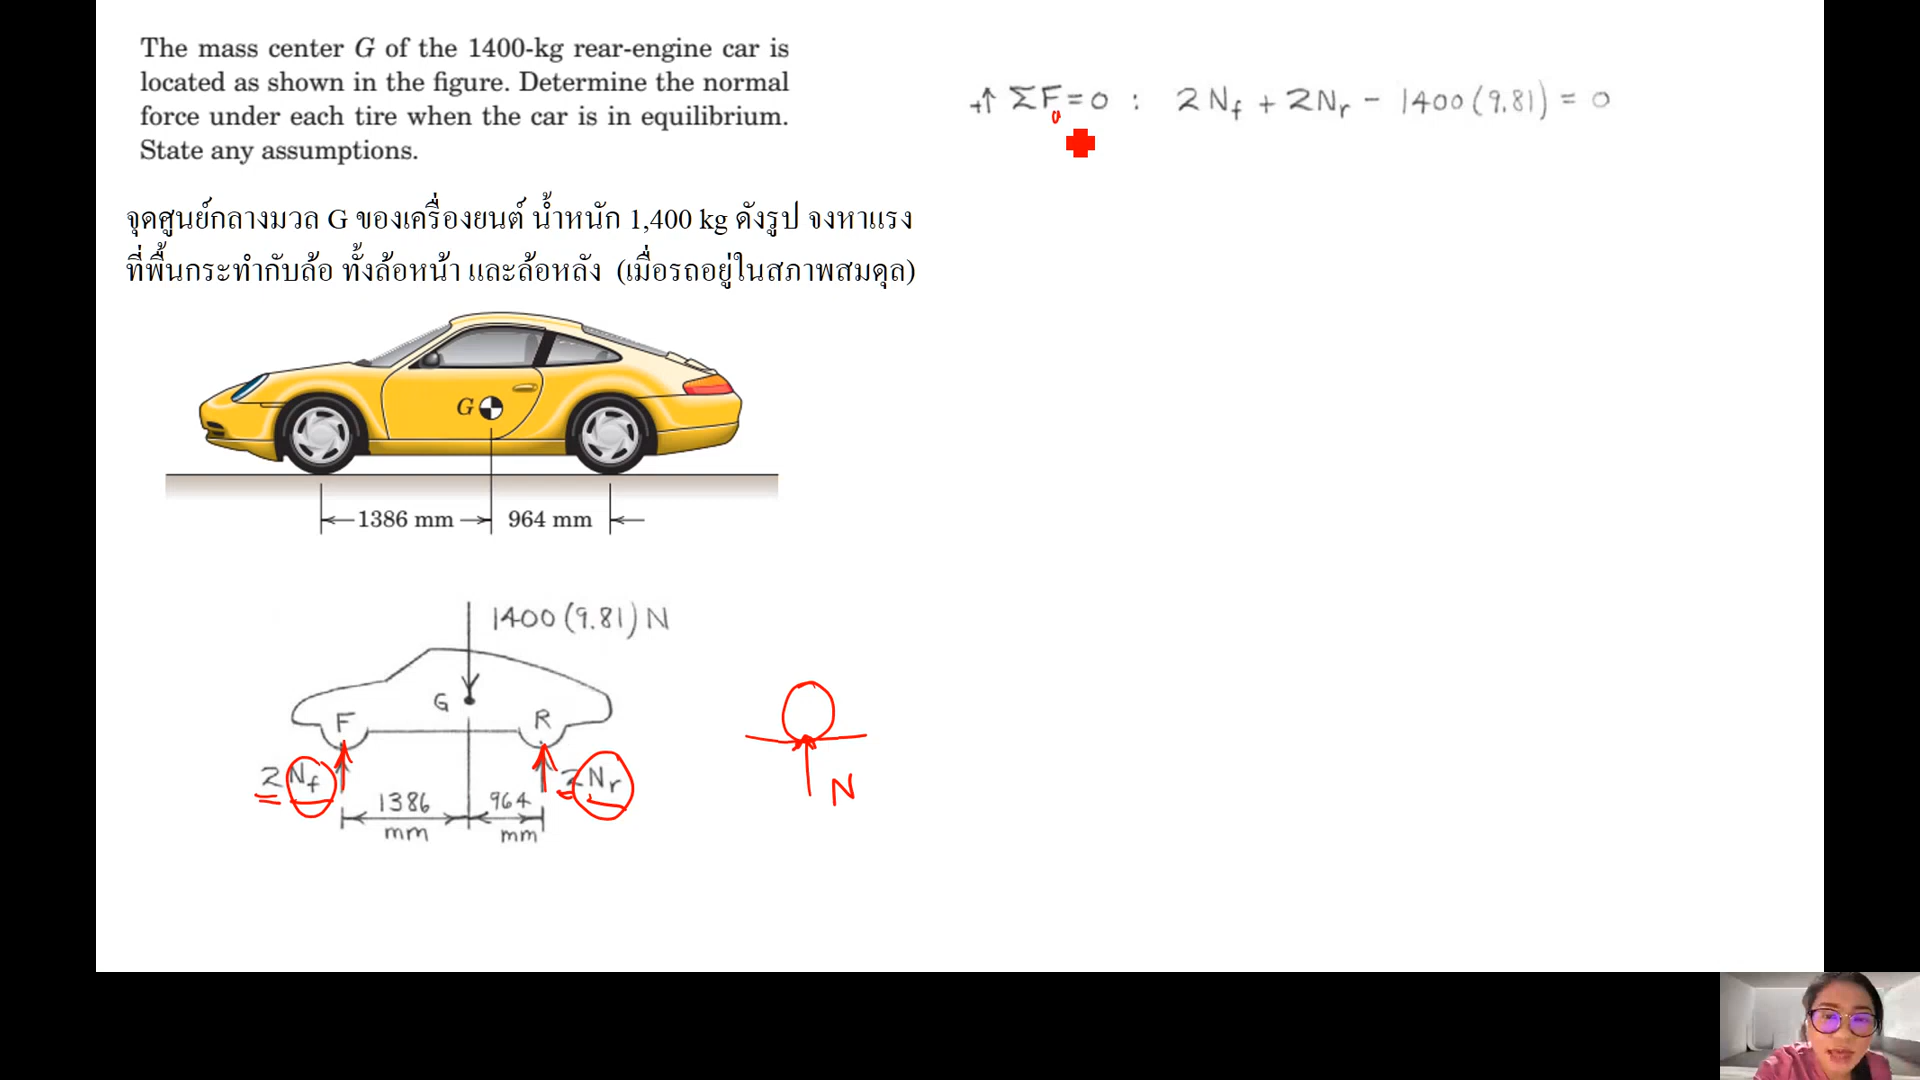 The mass center G of the 1400-kg rear-engine car is
located as shown in the figure. Determine the normal
force under each tire when the car is in equilibrium.
State any assumptions.
จุดศูนย์กลางมวล G ของเครื่องยนต์ น้ำหนัก 1,400 kg ดังรูป จงหาแรง
ที่พื้นกระทำกับล้อ ทั้งล้อหน้า และล้อหลัง (เมื่อรถอยู่ในสภาพสมดุล)
G
1386 mm 964 mm
1400(9.81) N
G
F R
2Nf 2Nr
1386 964
mm mm
N
+↑ ΣF = 0 : 2Nf + 2Nr − 1400(9.81) = 0